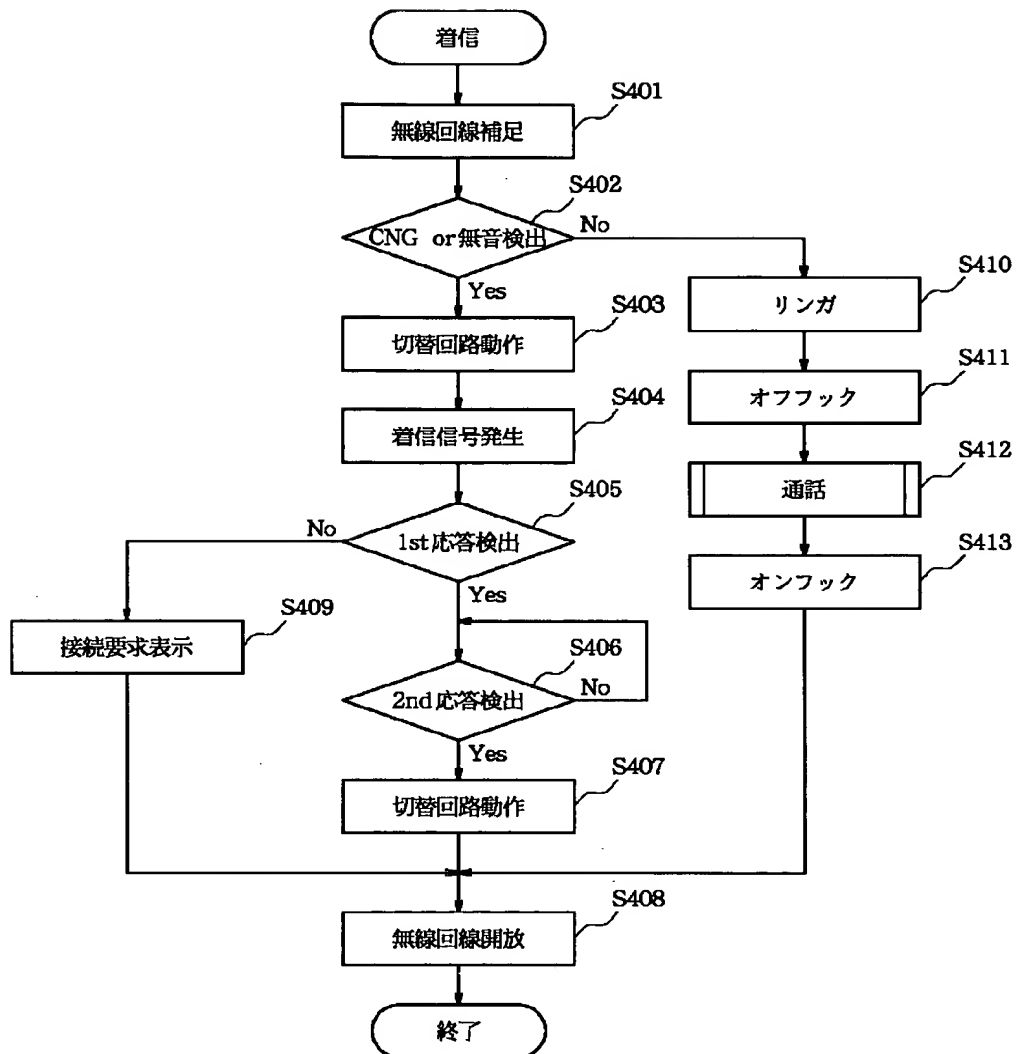 着信
S401
無線回線補足
S402
CNG or無音検出
No
Yes
S410
リンガ
S403
切替回路動作
S411
オフフック
S404
着信信号発生
S412
通話
S405
1st応答検出
No
Yes
S413
オンフック
S409
接続要求表示
S406
2nd応答検出
No
Yes
S407
切替回路動作
S408
無線回線開放
終了